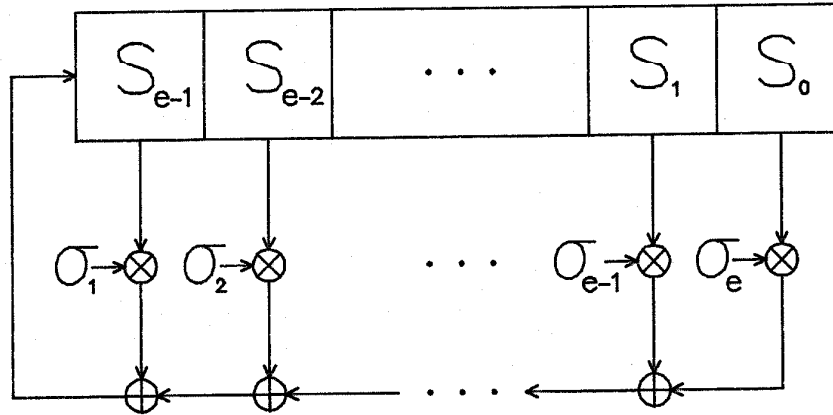 S_{e-1} S_{e-2} . . . S_1 S_0
σ_1 σ_2 . . . σ_{e-1} σ_e
. . .